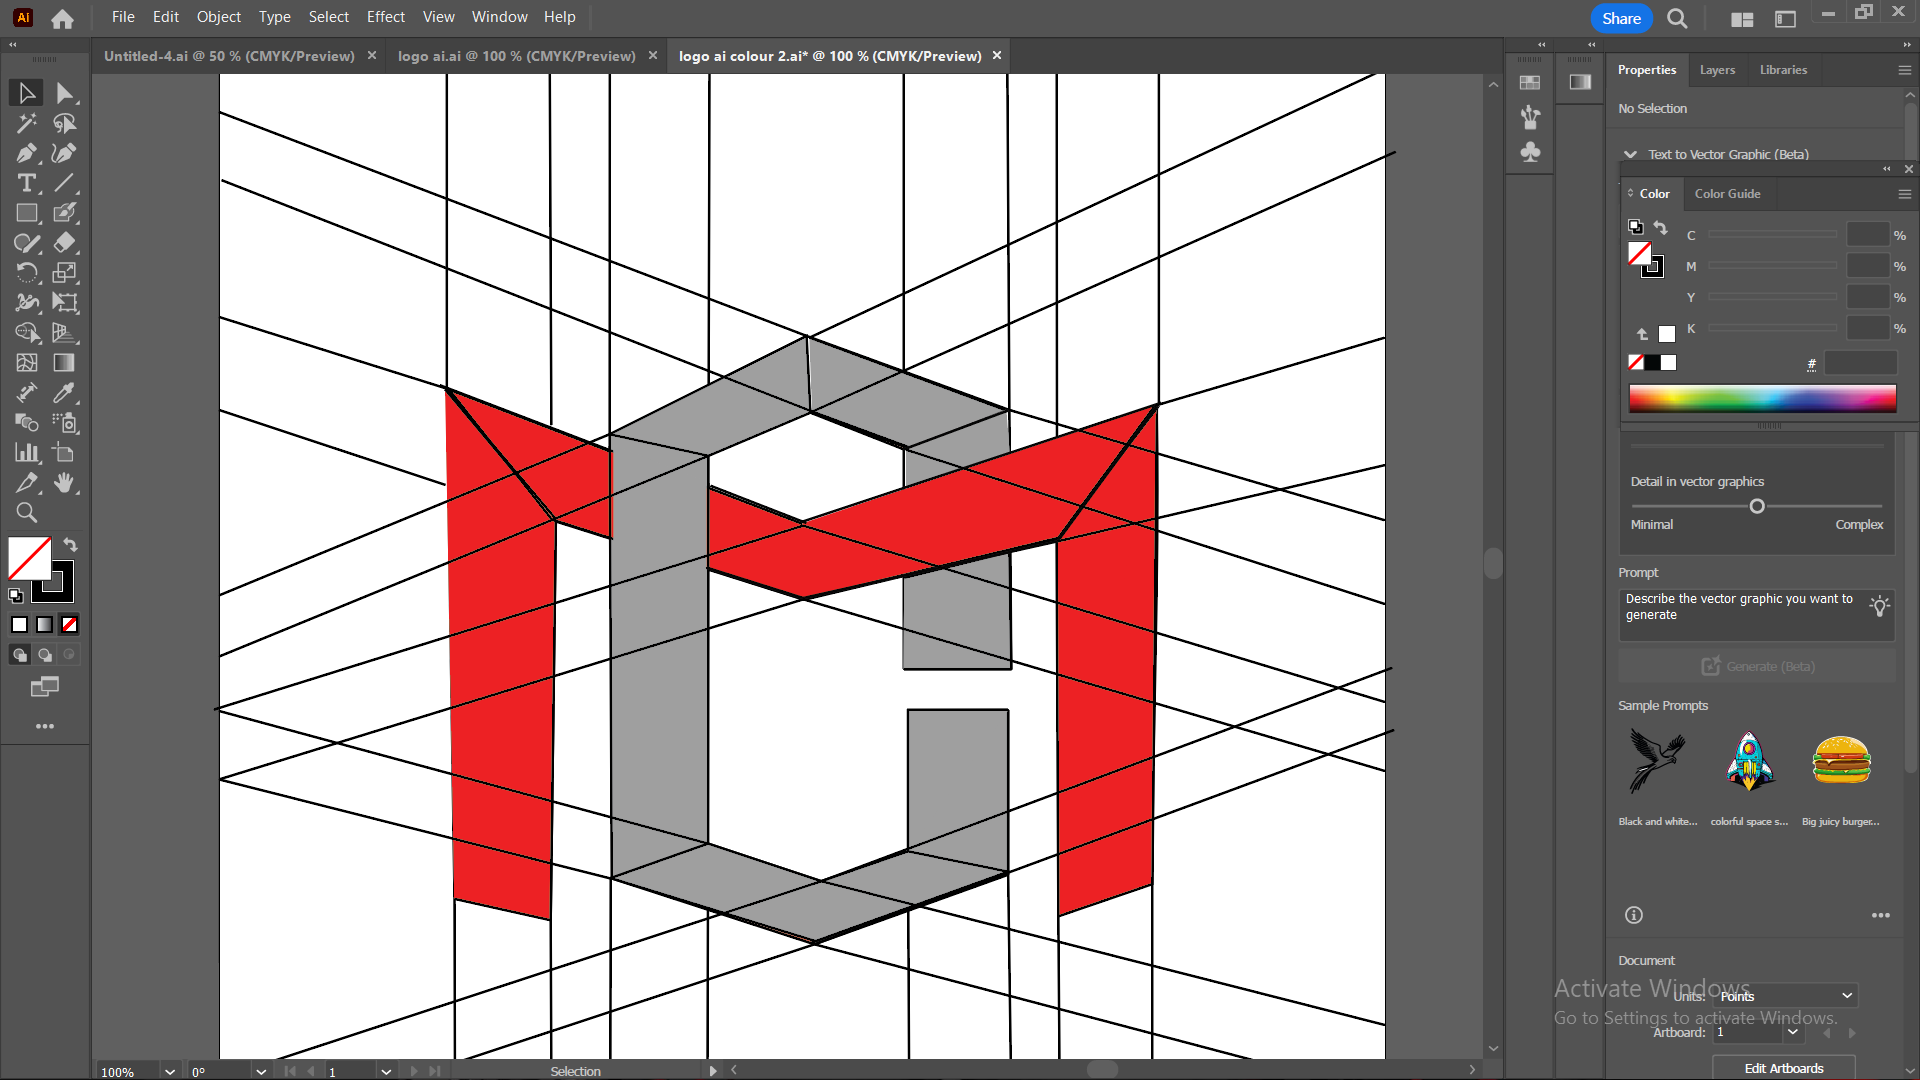 Ai File Edit Object Type Select Effect View Window Help Share
Untitled-4.ai @ 50 % (CMYK/Preview) × logo ai.ai @ 100 % (CMYK/Preview) × logo ai colour 2.ai* @ 100 % (CMYK/Preview) ×
Properties Layers Libraries
No Selection
Text to Vector Graphic (Beta)
Color Color Guide
C %
M %
Y %
K %
#
Detail in vector graphics
Minimal Complex
Prompt
Describe the vector graphic you want to
generate
Generate (Beta)
Sample Prompts
Black and white... colorful space s... Big juicy burger...
Document
Activate Windows
Units: Points
Go to Settings to activate Windows.
Artboard: 1
Edit Artboards
100% 0° 1 Selection